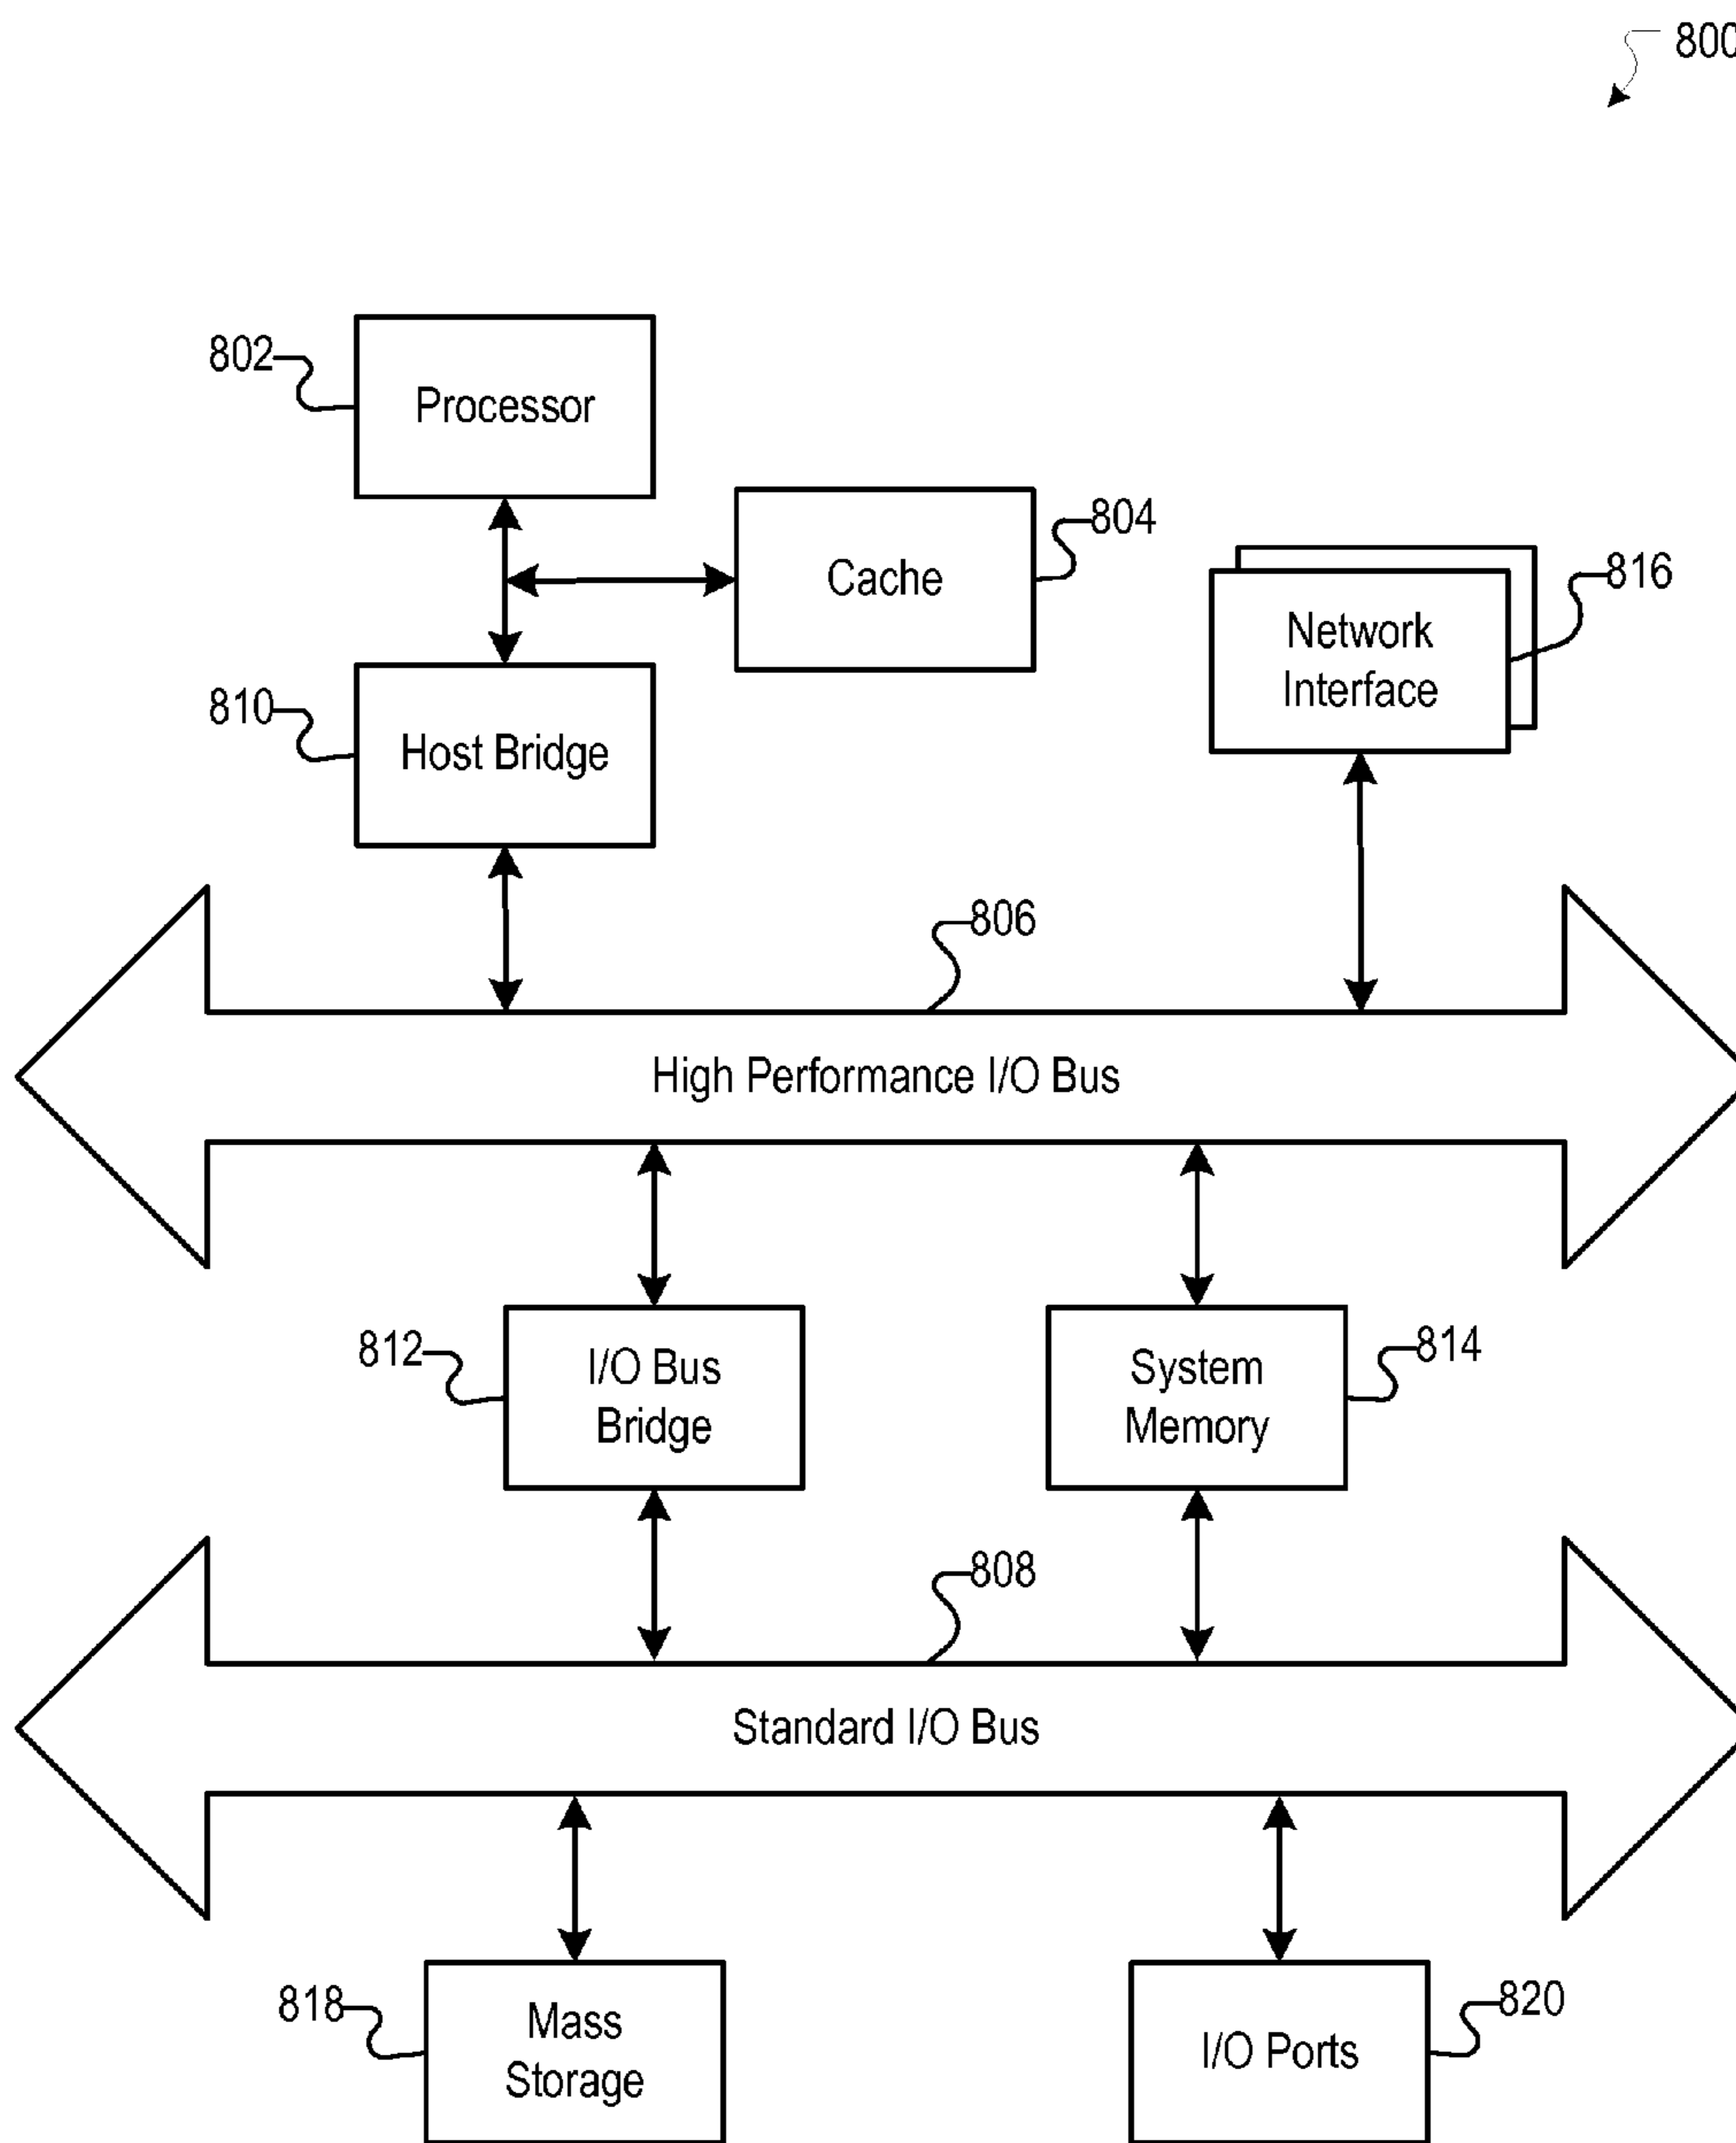 800
802
Processor
804
Cache
816
Network
Interface
810
Host Bridge
806
High Performance I/O Bus
812
I/O Bus
Bridge
814
System
Memory
808
Standard I/O Bus
818
Mass
Storage
820
I/O Ports